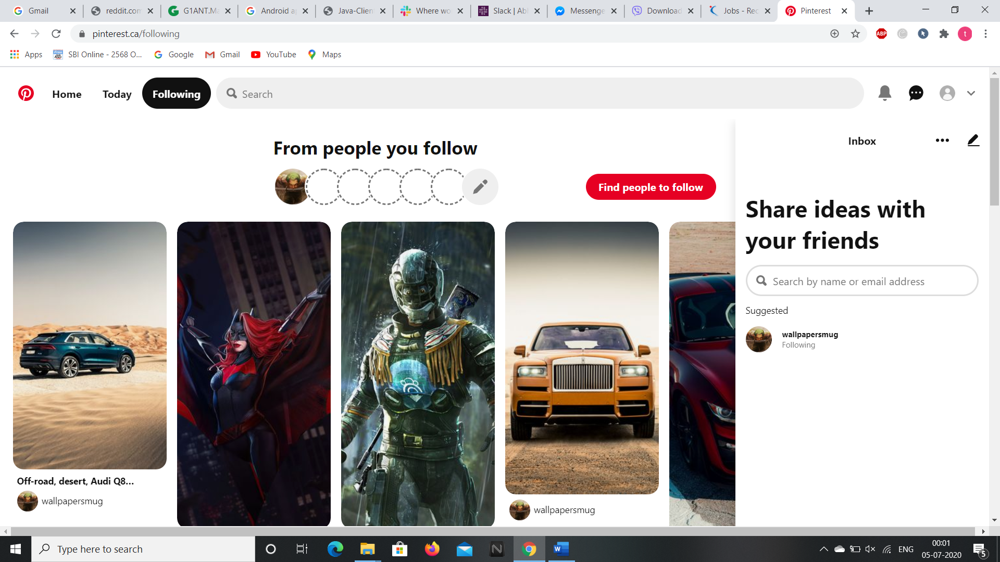 Gmail
reddit.com
G1ANT.Ma
Android a
Java-Clien
Where wo
Slack | Ab
Messenge
Download
Jobs - Rec
Pinterest
pinterest.ca/following
ABP
t
Apps
SBI Online - 2568 O...
Google
Gmail
YouTube
Maps
Home
Today
Following
Search
From people you follow
Find people to follow
Inbox
Share ideas with
your friends
Search by name or email address
Suggested
wallpapersmug
Following
Off-road, desert, Audi Q8...
wallpapersmug
wallpapersmug
Type here to search
ENG
00:01
05-07-2020
5